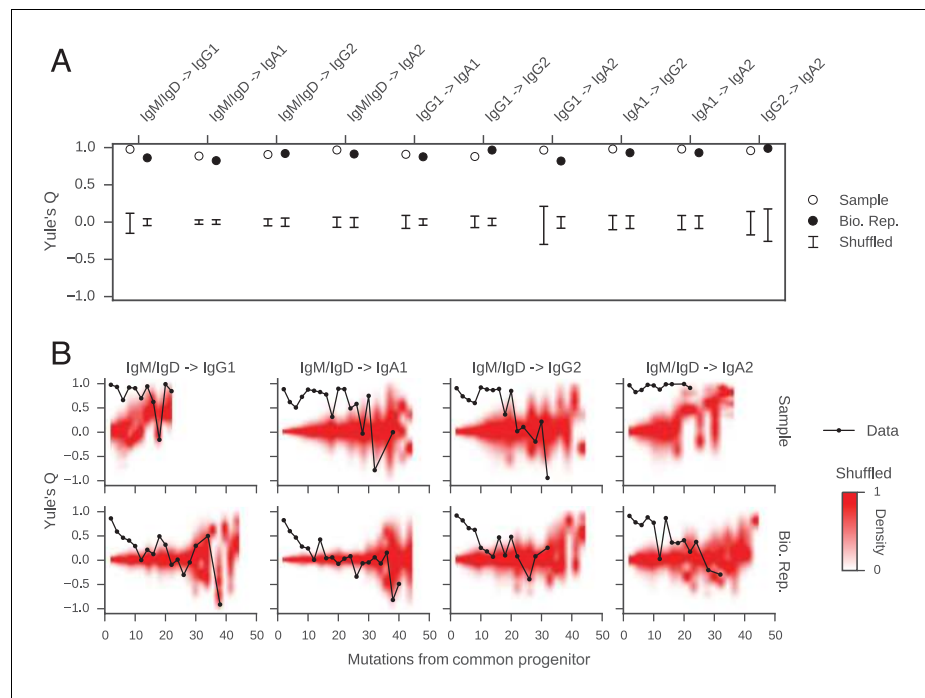 A
IgM/IgD -> IgG1
IgM/IgD -> IgA1
IgM/IgD -> IgG2
IgM/IgD -> IgA2
IgG1 -> IgA1
IgG1 -> IgG2
IgG1 -> IgA2
IgA1 -> IgG2
IgA1 -> IgA2
IgG2 -> IgA2
Yule's Q
1.0
0.5
0.0
−0.5
−1.0
Sample
Bio. Rep.
Shuffled
B
IgM/IgD -> IgG1
IgM/IgD -> IgA1
IgM/IgD -> IgG2
IgM/IgD -> IgA2
Yule's Q
1.0
0.5
0.0
−0.5
−1.0
Sample
1.0
0.5
0.0
−0.5
−1.0
Bio. Rep.
0 10 20 30 40 50
0 10 20 30 40 50
0 10 20 30 40 50
0 10 20 30 40 50
Mutations from common progenitor
Data
Shuffled
1
0
Density